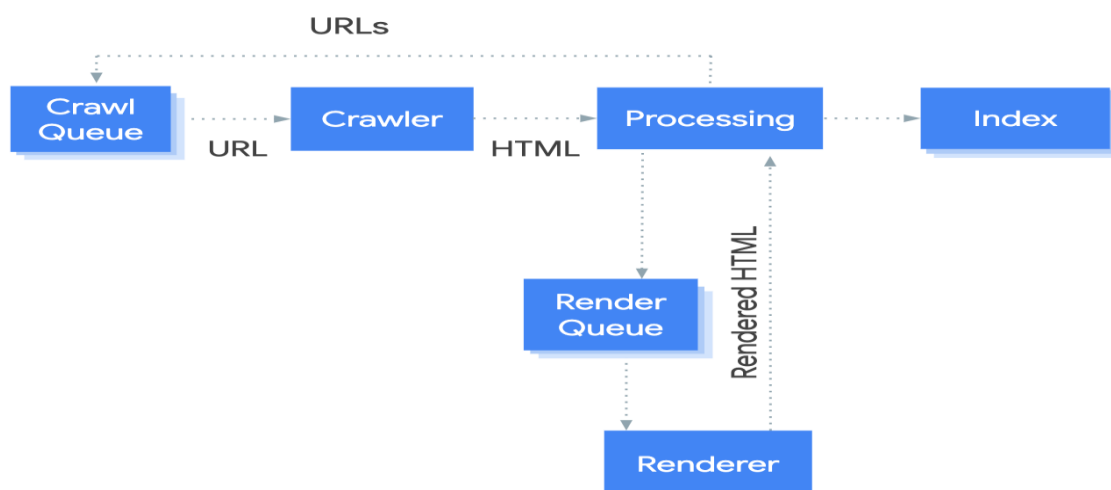 URLs
Crawl
Queue
URL
Crawler
HTML
Processing
Index
Render
Queue
Rendered HTML
Renderer